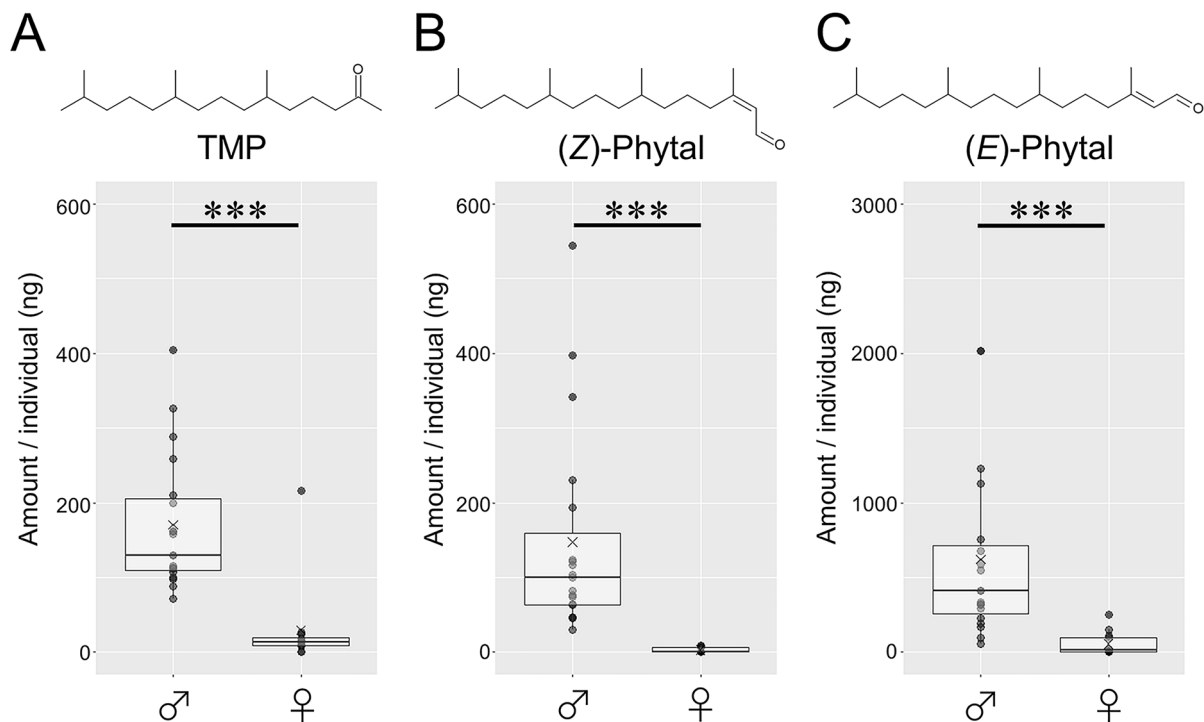 A
O
TMP
600
400
200
0
Amount / individual (ng)
***
♂ ♀
B
O
(Z)-Phytal
600
400
200
0
Amount / individual (ng)
***
♂ ♀
C
O
(E)-Phytal
3000
2000
1000
0
Amount / individual (ng)
***
♂ ♀